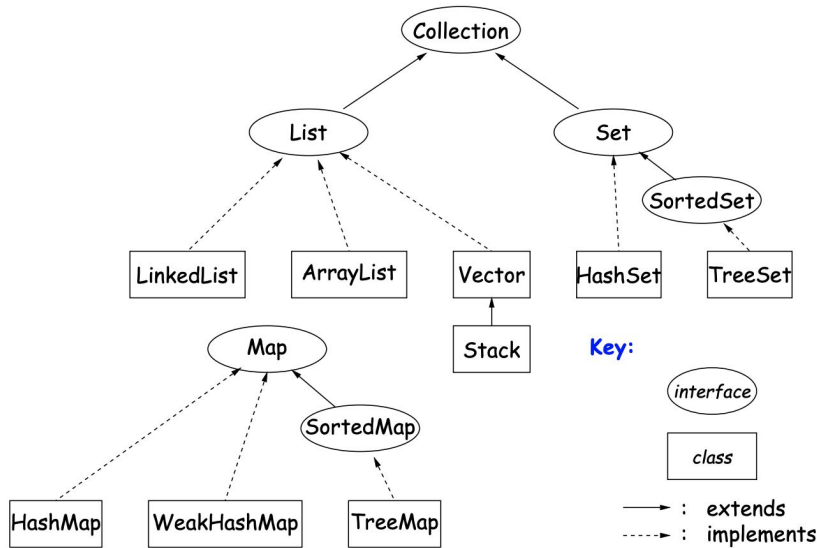 Collection
List
Set
SortedSet
LinkedList
ArrayList
Vector
HashSet
TreeSet
Stack
Map
SortedMap
HashMap
WeakHashMap
TreeMap
Key:
interface
class
: extends
: implements